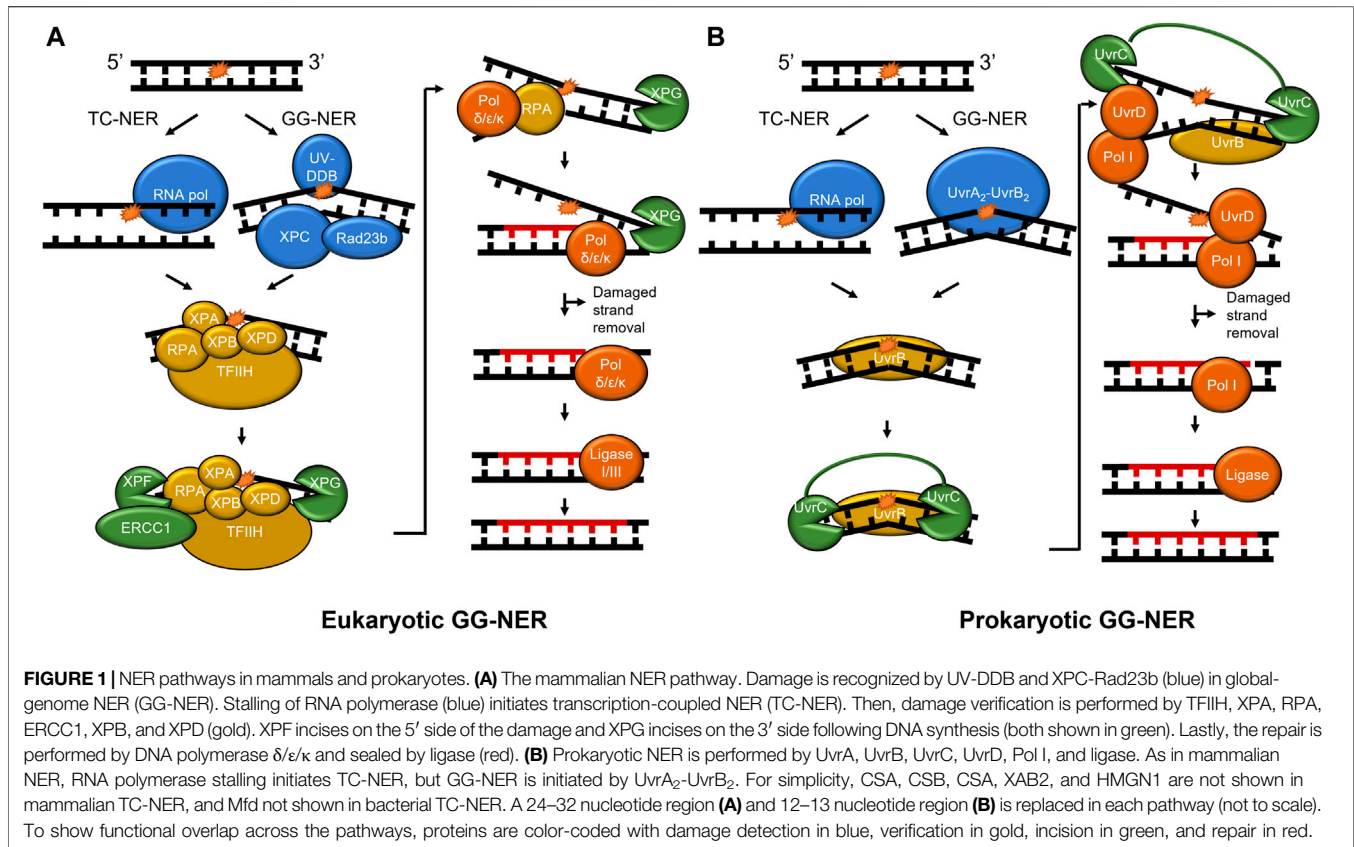 A
5’ 3’
TC-NER GG-NER
UV-
DDB
RNA pol
XPC Rad23b
XPA
RPA XPB XPD
TFIIH
XPF XPA XPG
RPA XPB XPD
ERCC1 TFIIH
Pol
δ/ε/κ
RPA
XPG
XPG
Pol
δ/ε/κ
Damaged
strand
removal
Pol
δ/ε/κ
Ligase
I/III
Eukaryotic GG-NER
B
5’ 3’
TC-NER GG-NER
RNA pol
UvrA2-UvrB2
UvrB
UvrC UvrB UvrC
UvrC
UvrC
UvrD
UvrB
Pol I
UvrD
Pol I
Damaged
strand
removal
Pol I
Ligase
Prokaryotic GG-NER
FIGURE 1 | NER pathways in mammals and prokaryotes. (A) The mammalian NER pathway. Damage is recognized by UV-DDB and XPC-Rad23b (blue) in global-
genome NER (GG-NER). Stalling of RNA polymerase (blue) initiates transcription-coupled NER (TC-NER). Then, damage verification is performed by TFIIH, XPA, RPA,
ERCC1, XPB, and XPD (gold). XPF incises on the 5′ side of the damage and XPG incises on the 3′ side following DNA synthesis (both shown in green). Lastly, the repair is
performed by DNA polymerase δ/ε/κ and sealed by ligase (red). (B) Prokaryotic NER is performed by UvrA, UvrB, UvrC, UvrD, Pol I, and ligase. As in mammalian
NER, RNA polymerase stalling initiates TC-NER, but GG-NER is initiated by UvrA2-UvrB2. For simplicity, CSA, CSB, CSA, XAB2, and HMGN1 are not shown in
mammalian TC-NER, and Mfd not shown in bacterial TC-NER. A 24–32 nucleotide region (A) and 12–13 nucleotide region (B) is replaced in each pathway (not to scale).
To show functional overlap across the pathways, proteins are color-coded with damage detection in blue, verification in gold, incision in green, and repair in red.